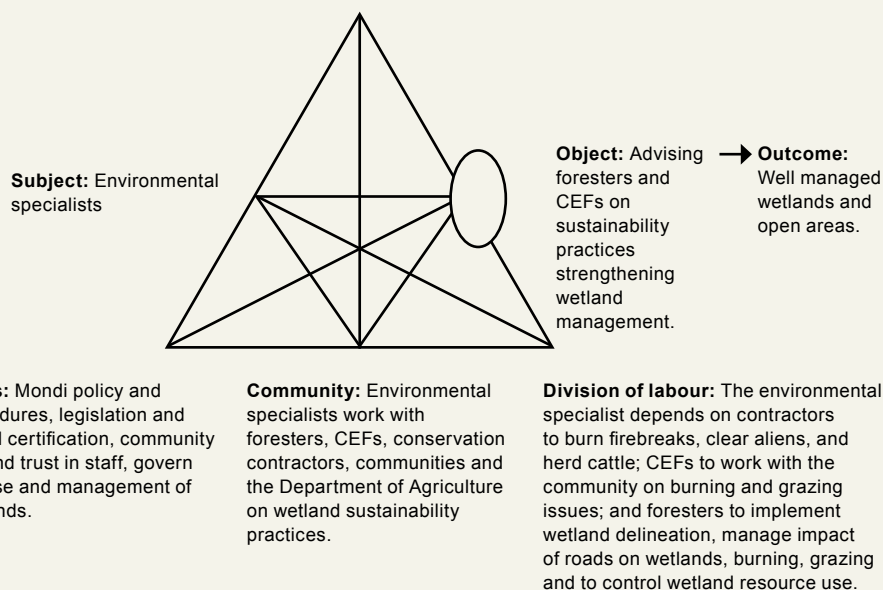 Subject: Environmental
specialists
Object: Advising
foresters and
CEFs on
sustainability
practices
strengthening
wetland
management.
Outcome:
Well managed
wetlands and
open areas.
s: Mondi policy and
dures, legislation and
l certification, community
nd trust in staff, govern
se and management of
nds.
Community: Environmental
specialists work with
foresters, CEFs, conservation
contractors, communities and
the Department of Agriculture
on wetland sustainability
practices.
Division of labour: The environmental
specialist depends on contractors
to burn firebreaks, clear aliens, and
herd cattle; CEFs to work with the
community on burning and grazing
issues; and foresters to implement
wetland delineation, manage impact
of roads on wetlands, burning, grazing
and to control wetland resource use.